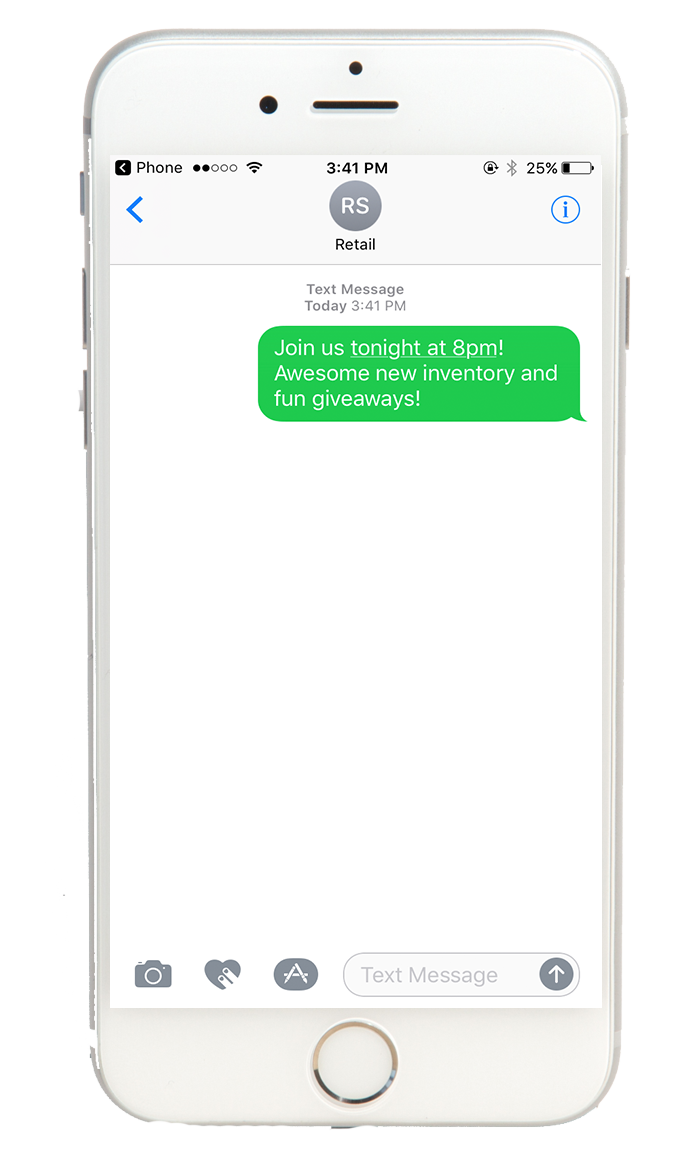 Phone 3:41 PM 25%
RS
Retail
i
Text Message
Today 3:41 PM
Join us tonight at 8pm!
Awesome new inventory and
fun giveaways!
Text Message